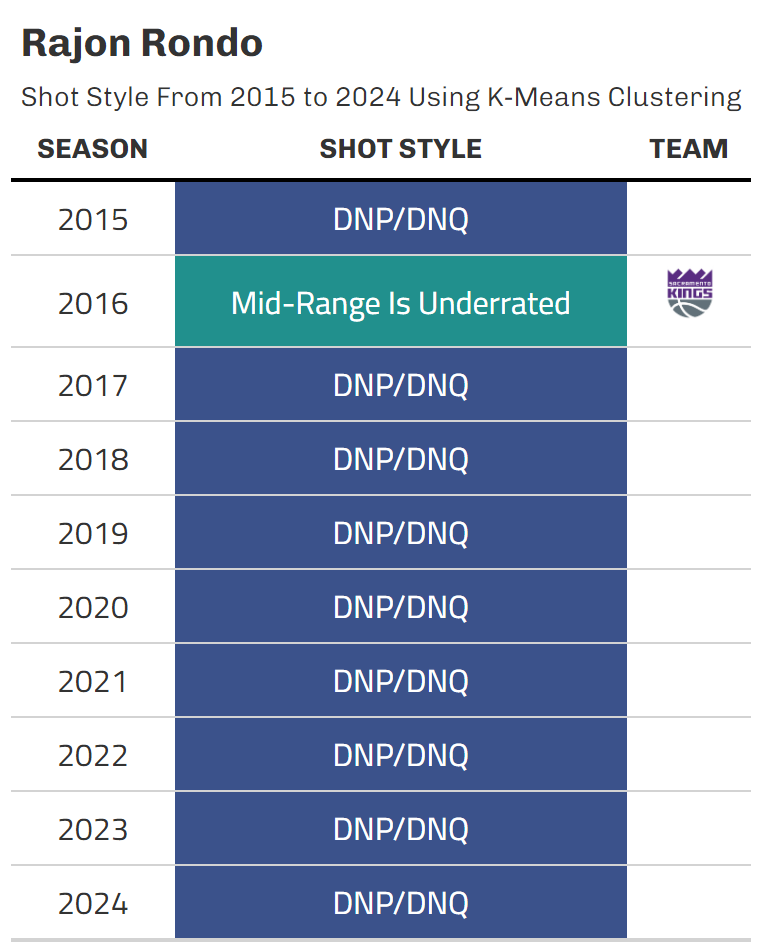 Rajon Rondo
Shot Style From 2015 to 2024 Using K-Means Clustering
SEASON SHOT STYLE TEAM
2015 DNP/DNQ
2016 Mid-Range Is Underrated SACRAMENTO
KINGS
2017 DNP/DNQ
2018 DNP/DNQ
2019 DNP/DNQ
2020 DNP/DNQ
2021 DNP/DNQ
2022 DNP/DNQ
2023 DNP/DNQ
2024 DNP/DNQ